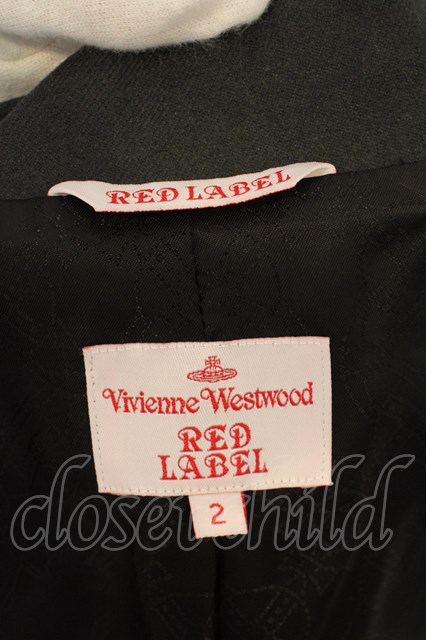 RED LABEL
Vivienne Westwood
RED
LABEL
2
closet child